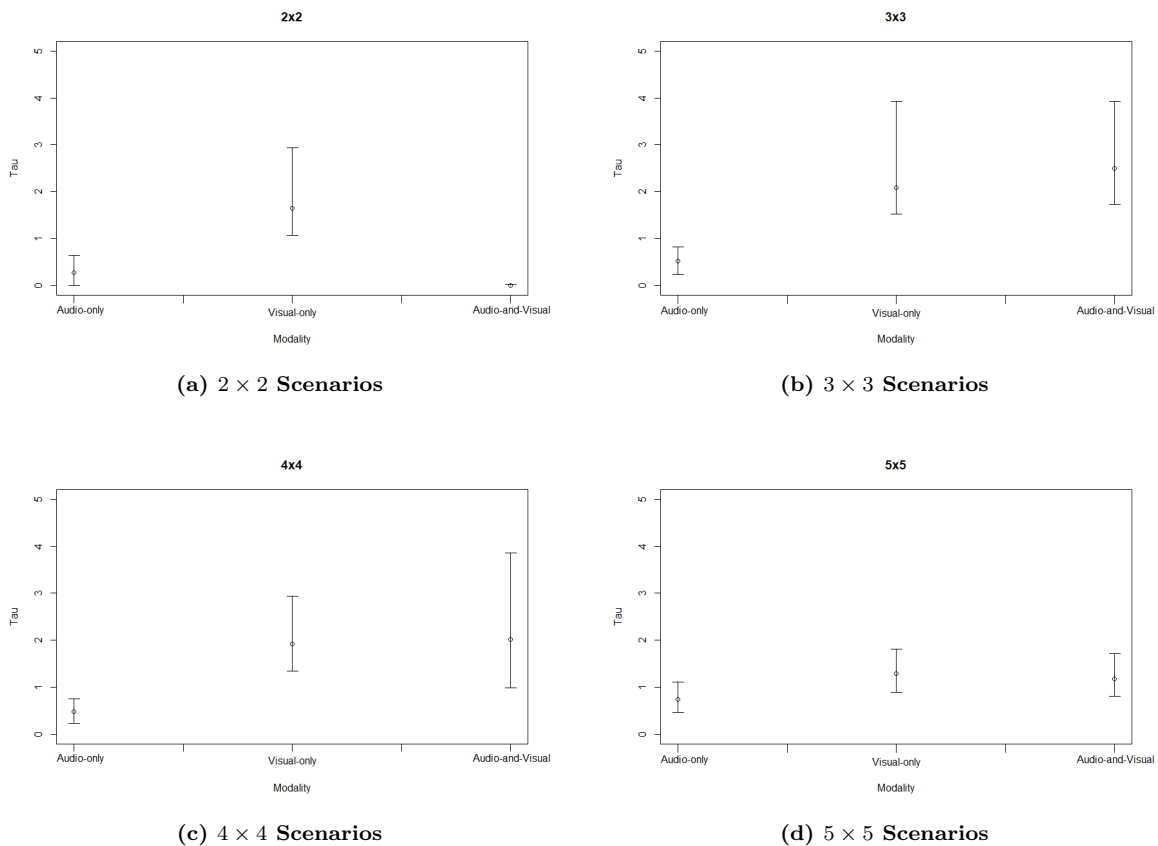 2x2
5
4
3
2
1
0
Tau
Audio-only
Visual-only
Audio-and-Visual
Modality
(a) 2 × 2 Scenarios
3x3
5
4
3
2
1
0
Tau
Audio-only
Visual-only
Audio-and-Visual
Modality
(b) 3 × 3 Scenarios
4x4
5
4
3
2
1
0
Tau
Audio-only
Visual-only
Audio-and-Visual
Modality
(c) 4 × 4 Scenarios
5x5
5
4
3
2
1
0
Tau
Audio-only
Visual-only
Audio-and-Visual
Modality
(d) 5 × 5 Scenarios